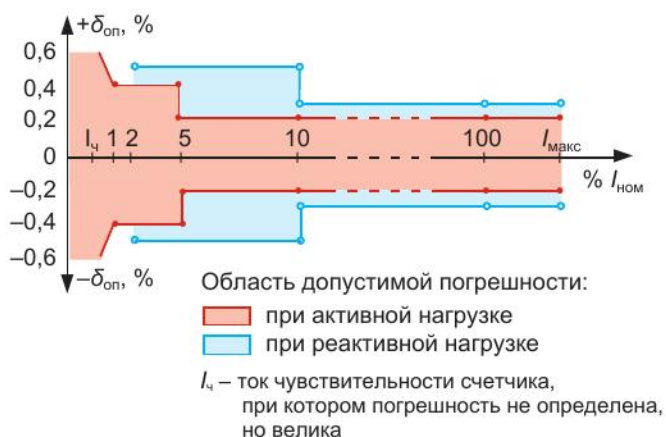 +δоп, %
0,6
0,4
0,2
Iч 1 2 5 10 100 Iмакс
0
% Iном
–0,2
–0,4
–0,6
–δоп, %
Область допустимой погрешности:
при активной нагрузке
при реактивной нагрузке
Iч – ток чувствительности счетчика,
при котором погрешность не определена,
но велика